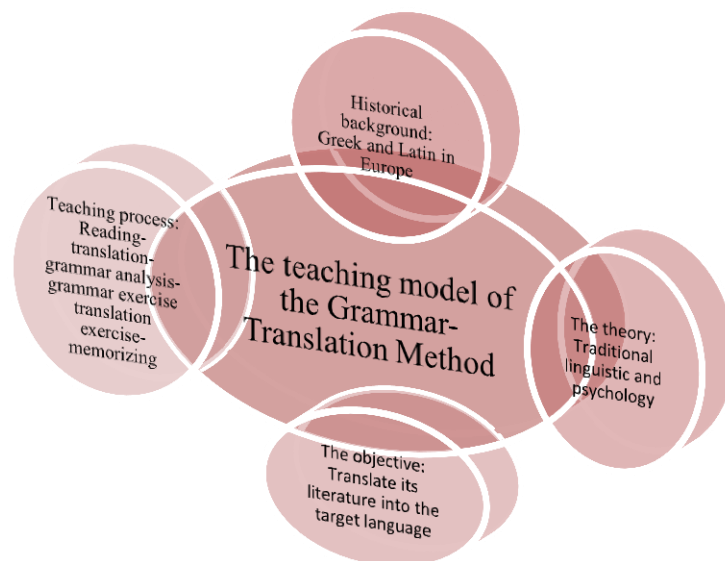 Historical
background:
Greek and Latin in
Europe
Teaching process:
Reading-
translation-
grammar analysis-
grammar exercise
translation
exercise-
memorizing
The teaching model of
the Grammar-
Translation Method
The theory:
Traditional
linguistic and
psychology
The objective:
Translate its
literature into the
target language